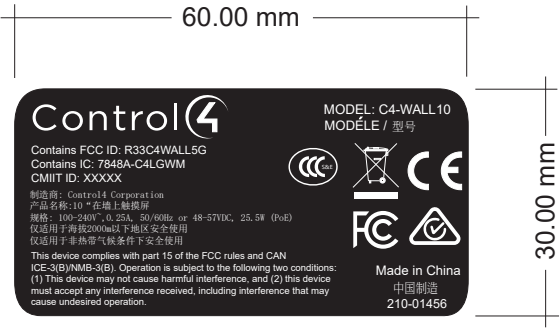 60.00 mm
Control4
MODEL: C4-WALL10
MODÉLE / 型号
Contains FCC ID: R33C4WALL5G
Contains IC: 7848A-C4LGWM
CMIIT ID: XXXXX
CCC S&E
CE
制造商: Control4 Corporation
产品名称:10“在墙上触摸屏
规格: 100-240V~,0.25A, 50/60Hz or 48-57VDC, 25.5W (PoE)
仅适用于海拔2000m以下地区安全使用
仅适用于非热带气候条件下安全使用
FC
This device complies with part 15 of the FCC rules and CAN
ICE-3(B)/NMB-3(B). Operation is subject to the following two conditions:
(1) This device may not cause harmful interference, and (2) this device
must accept any interference received, including interference that may
cause undesired operation.
Made in China
中国制造
210-01456
30.00 mm